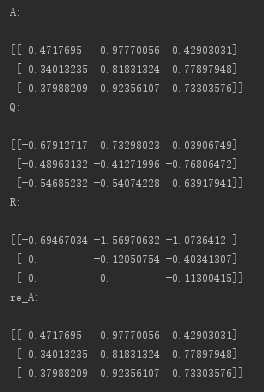 A:
[[ 0.4717695   0.97770056  0.42903031]
 [ 0.34013235  0.81831324  0.77897948]
 [ 0.37988209  0.92356107  0.73303576]]
Q:
[[-0.67912717  0.73298023  0.03906749]
 [-0.48963132 -0.41271996 -0.76806472]
 [-0.54685232 -0.54074228  0.63917941]]
R:
[[-0.69467034 -1.56970632 -1.0736412 ]
 [ 0.         -0.12050754 -0.40341307]
 [ 0.          0.         -0.11300415]]
re_A:
[[ 0.4717695   0.97770056  0.42903031]
 [ 0.34013235  0.81831324  0.77897948]
 [ 0.37988209  0.92356107  0.73303576]]